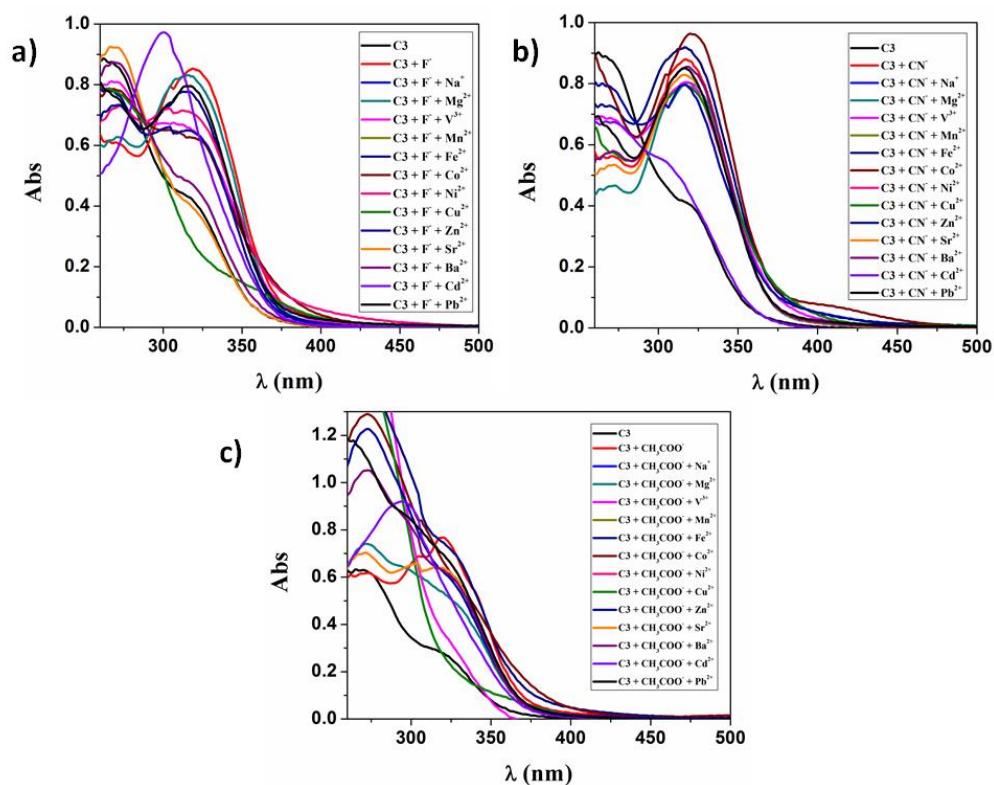 a)
Abs
1.0
0.8
0.6
0.4
0.2
0.0
300
350
400
450
500
λ (nm)
C3
C3 + F⁻
C3 + F⁻ + Na⁺
C3 + F⁻ + Mg²⁺
C3 + F⁻ + V³⁺
C3 + F⁻ + Mn²⁺
C3 + F⁻ + Fe²⁺
C3 + F⁻ + Co²⁺
C3 + F⁻ + Ni²⁺
C3 + F⁻ + Cu²⁺
C3 + F⁻ + Zn²⁺
C3 + F⁻ + Sr²⁺
C3 + F⁻ + Ba²⁺
C3 + F⁻ + Cd²⁺
C3 + F⁻ + Pb²⁺
b)
Abs
1.0
0.8
0.6
0.4
0.2
0.0
300
350
400
450
500
λ (nm)
C3
C3 + CN⁻
C3 + CN⁻ + Na⁺
C3 + CN⁻ + Mg²⁺
C3 + CN⁻ + V³⁺
C3 + CN⁻ + Mn²⁺
C3 + CN⁻ + Fe²⁺
C3 + CN⁻ + Co²⁺
C3 + CN⁻ + Ni²⁺
C3 + CN⁻ + Cu²⁺
C3 + CN⁻ + Zn²⁺
C3 + CN⁻ + Sr²⁺
C3 + CN⁻ + Ba²⁺
C3 + CN⁻ + Cd²⁺
C3 + CN⁻ + Pb²⁺
c)
Abs
1.2
1.0
0.8
0.6
0.4
0.2
0.0
300
350
400
450
500
λ (nm)
C3
C3 + CH₃COO⁻
C3 + CH₃COO⁻ + Na⁺
C3 + CH₃COO⁻ + Mg²⁺
C3 + CH₃COO⁻ + V³⁺
C3 + CH₃COO⁻ + Mn²⁺
C3 + CH₃COO⁻ + Fe²⁺
C3 + CH₃COO⁻ + Co²⁺
C3 + CH₃COO⁻ + Ni²⁺
C3 + CH₃COO⁻ + Cu²⁺
C3 + CH₃COO⁻ + Zn²⁺
C3 + CH₃COO⁻ + Sr²⁺
C3 + CH₃COO⁻ + Ba²⁺
C3 + CH₃COO⁻ + Cd²⁺
C3 + CH₃COO⁻ + Pb²⁺